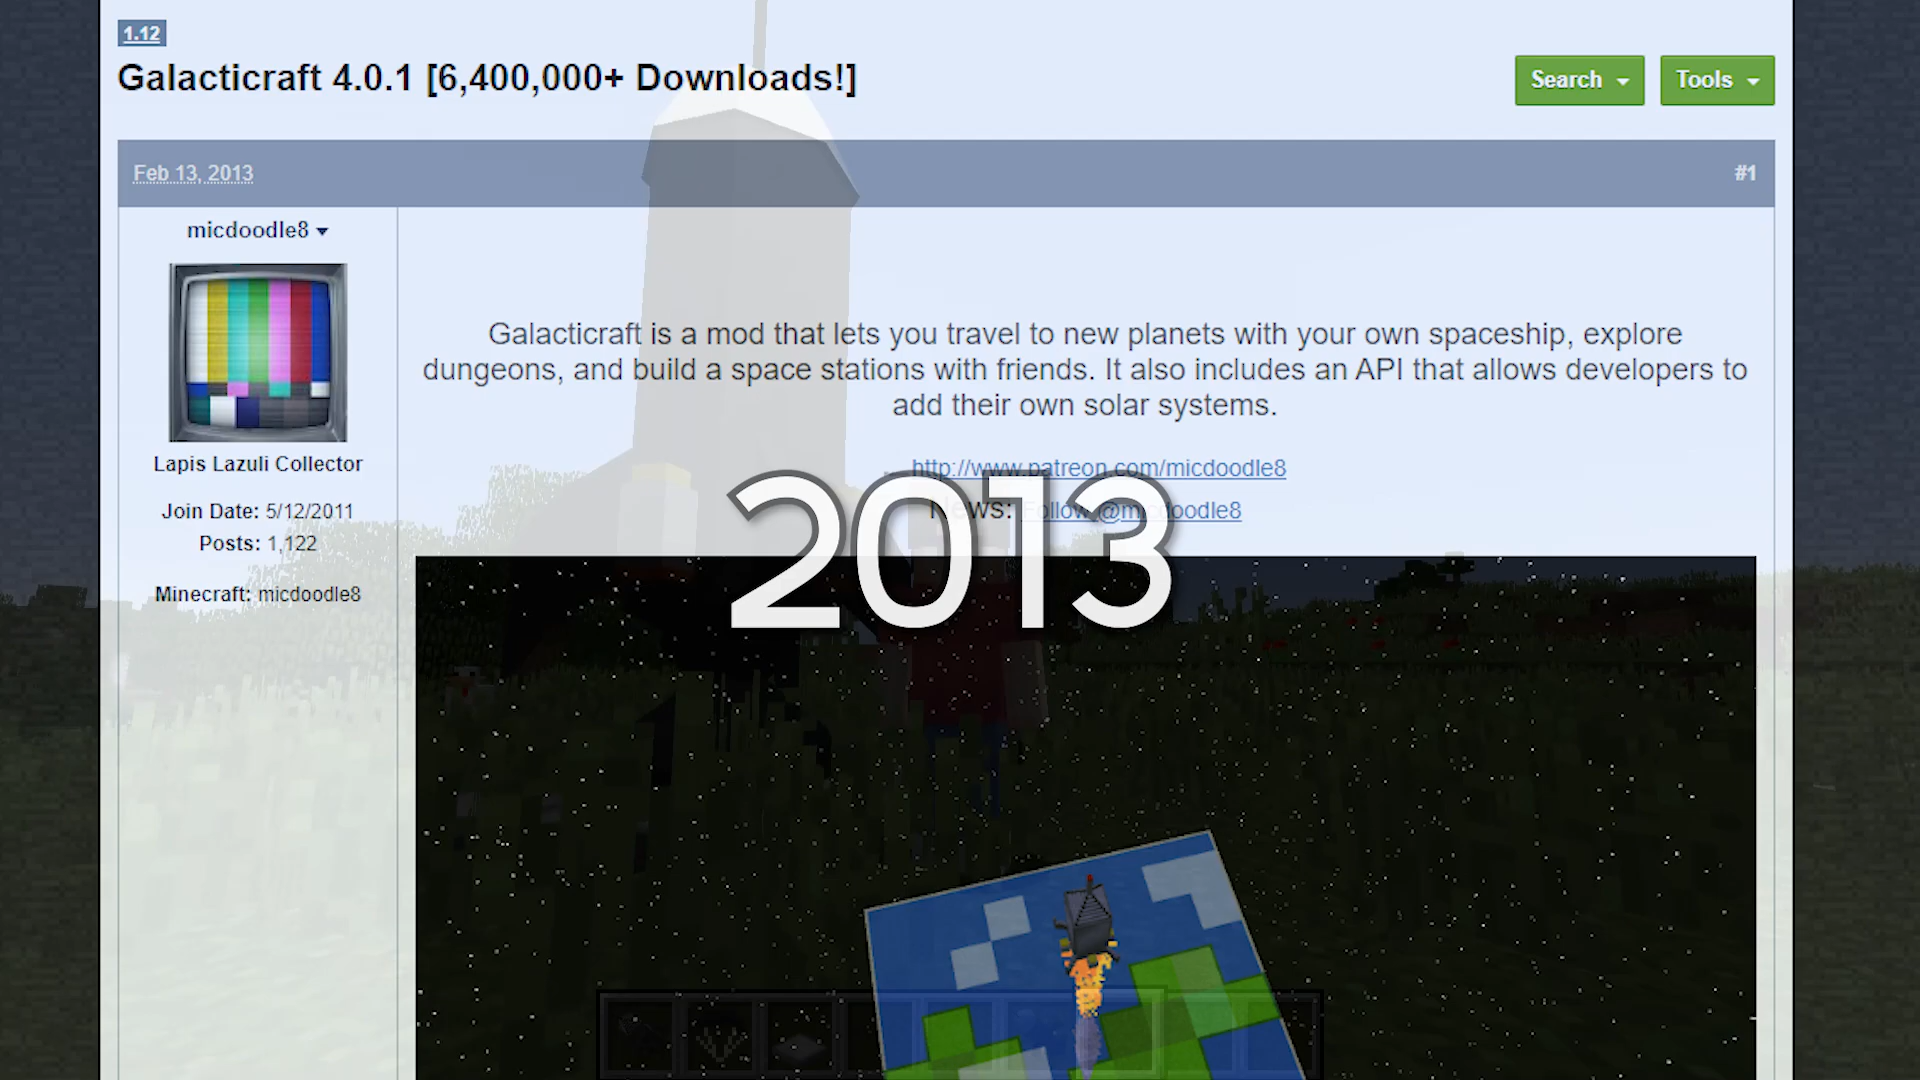 1.12
Galacticraft 4.0.1 [6,400,000+ Downloads!]
Search
Tools
Feb 13, 2013
#1
micdoodle8
Lapis Lazuli Collector
Join Date: 5/12/2011
Posts: 1,122
Minecraft: micdoodle8
Galacticraft is a mod that lets you travel to new planets with your own spaceship, explore
dungeons, and build a space stations with friends. It also includes an API that allows developers to
add their own solar systems.
http://www.patreon.com/micdoodle8
News: Follow @micdoodle8
2013